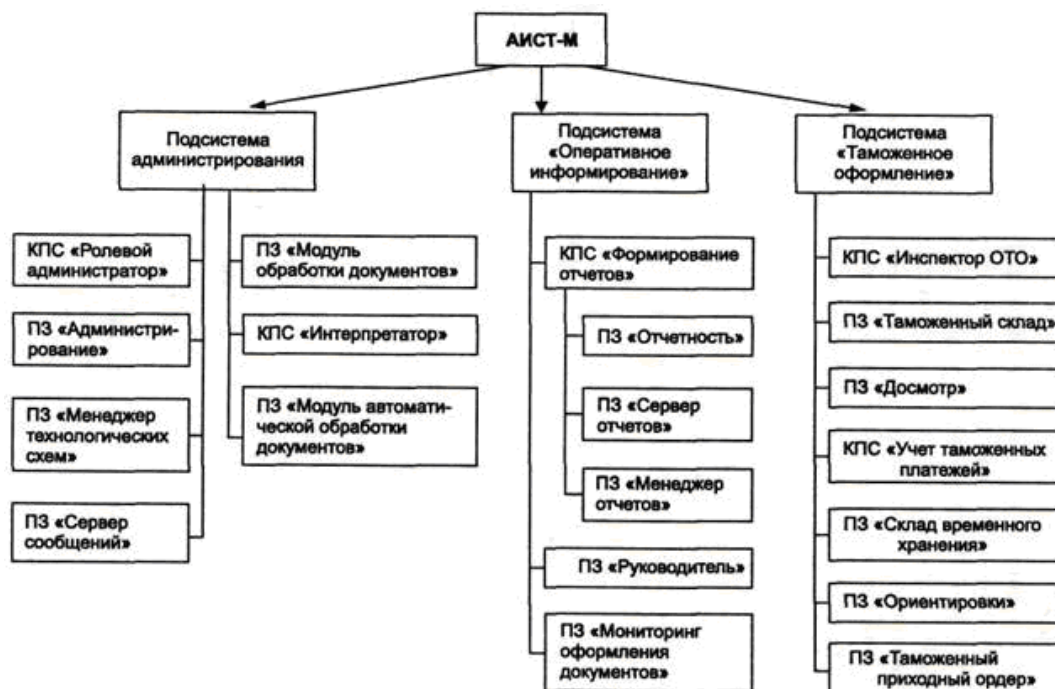 АИСТ-М
Подсистема
администрирования
КПС «Ролевой
администратор»
ПЗ «Администри-
рование»
ПЗ «Менеджер
технологических
схем»
ПЗ «Сервер
сообщений»
ПЗ «Модуль
обработки документов»
КПС «Интерпретатор»
ПЗ «Модуль автомати-
ческой обработки
документов»
Подсистема
«Оперативное
информирование»
КПС «Формирование
отчетов»
ПЗ «Отчетность»
ПЗ «Сервер
отчетов»
ПЗ «Менеджер
отчетов»
ПЗ «Руководитель»
ПЗ «Мониторинг
оформления
документов»
Подсистема
«Таможенное
оформление»
КПС «Инспектор ОТО»
ПЗ «Таможенный склад»
ПЗ «Досмотр»
КПС «Учет таможенных
платежей»
ПЗ «Склад временного
хранения»
ПЗ «Ориентировки»
ПЗ «Таможенный
приходный ордер»